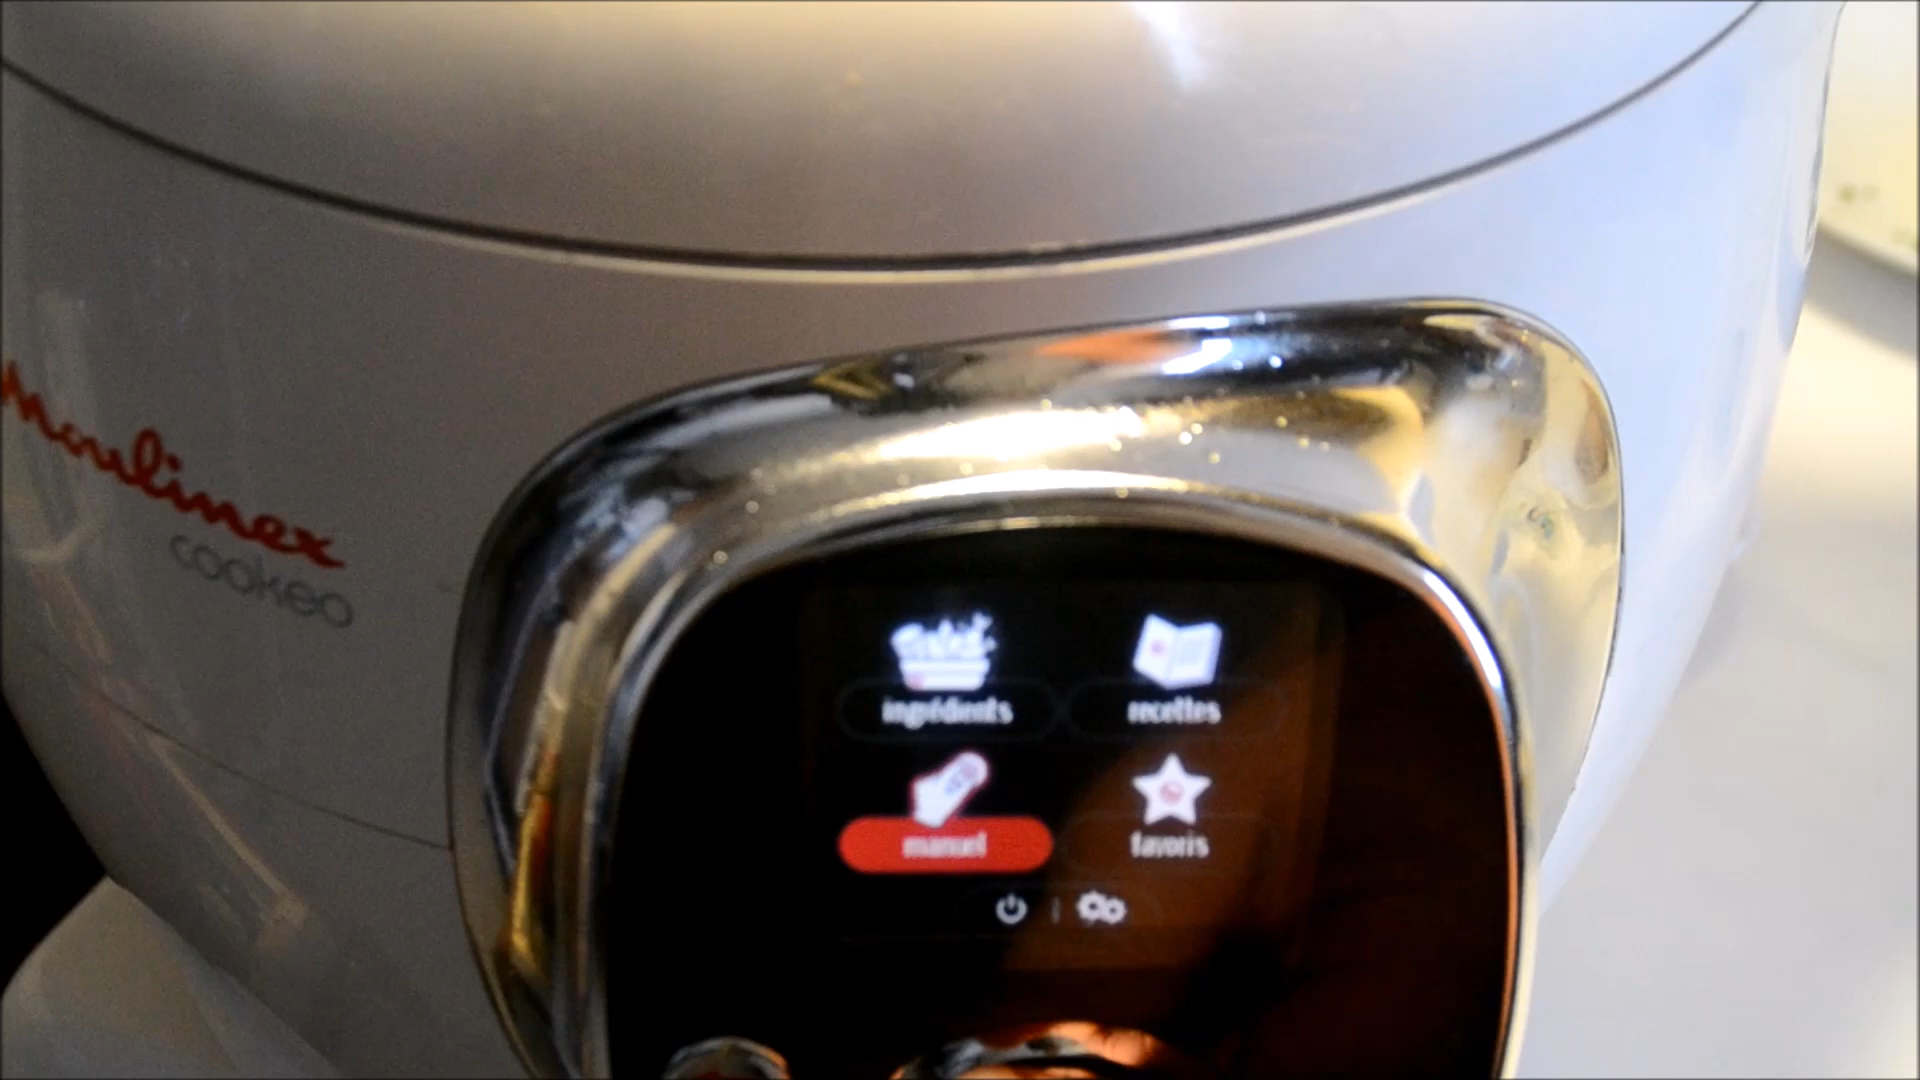 Moulinex
cookeo
ingrédients
recettes
manuel
favoris